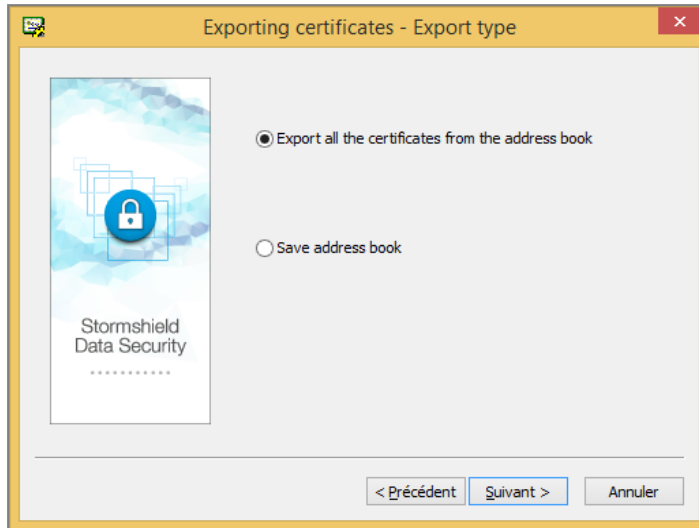 Exporting certificates - Export type
Export all the certificates from the address book
Save address book
Stormshield
Data Security
< Précédent
Suivant >
Annuler